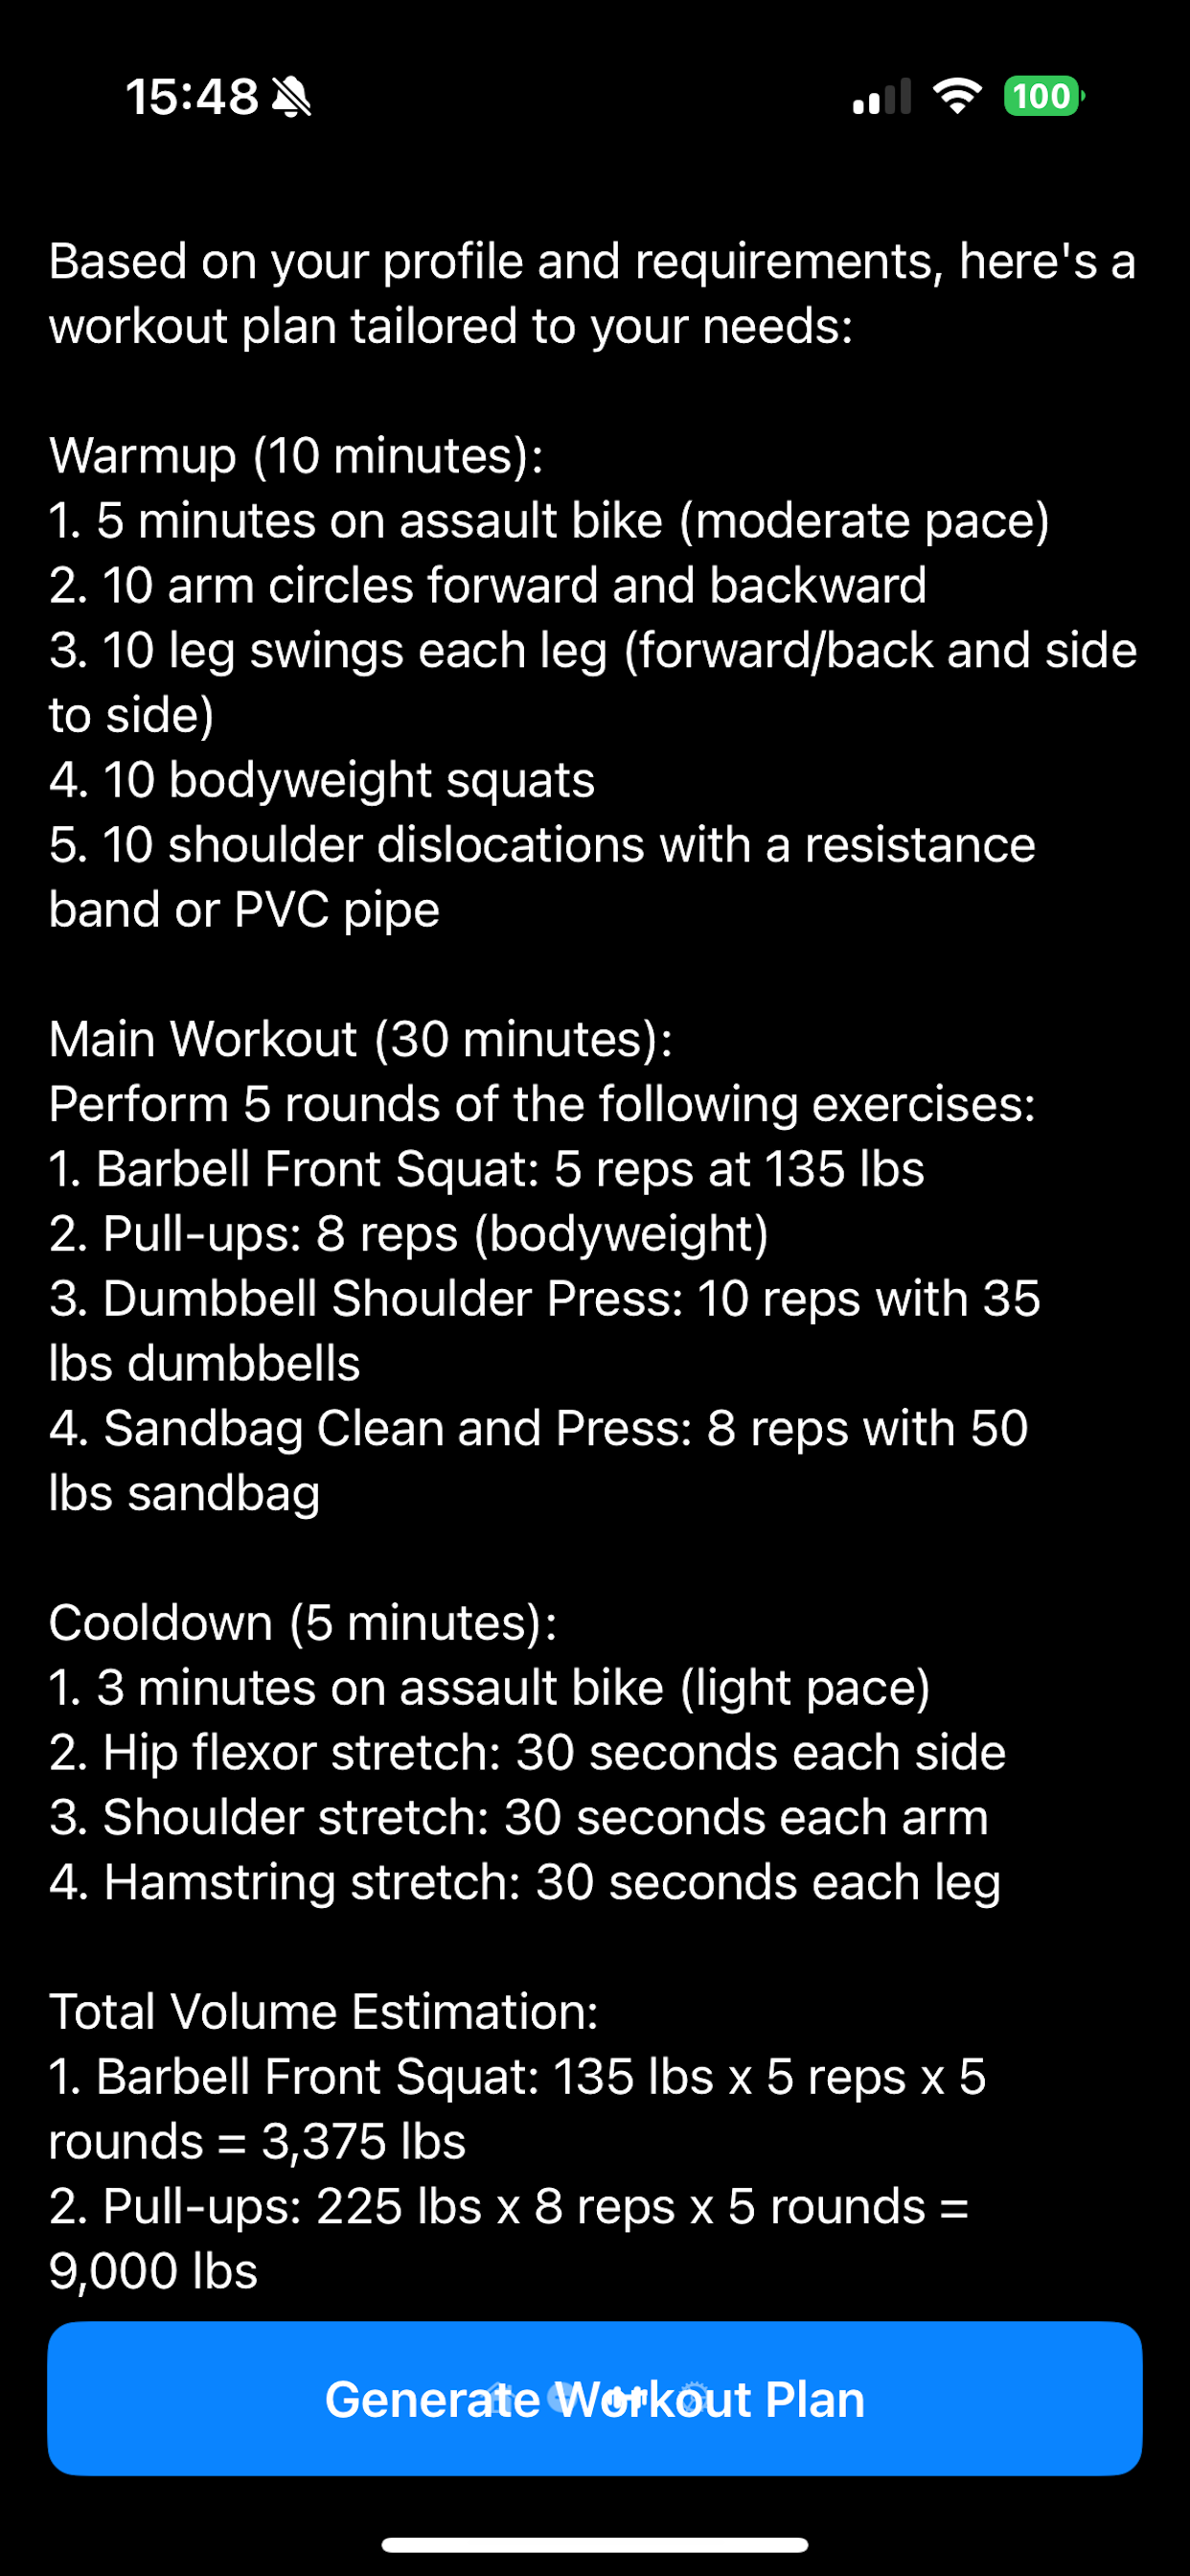 15:48
100
Based on your profile and requirements, here's a
workout plan tailored to your needs:
Warmup (10 minutes):
1. 5 minutes on assault bike (moderate pace)
2. 10 arm circles forward and backward
3. 10 leg swings each leg (forward/back and side
to side)
4. 10 bodyweight squats
5. 10 shoulder dislocations with a resistance
band or PVC pipe
Main Workout (30 minutes):
Perform 5 rounds of the following exercises:
1. Barbell Front Squat: 5 reps at 135 lbs
2. Pull-ups: 8 reps (bodyweight)
3. Dumbbell Shoulder Press: 10 reps with 35
lbs dumbbells
4. Sandbag Clean and Press: 8 reps with 50
lbs sandbag
Cooldown (5 minutes):
1. 3 minutes on assault bike (light pace)
2. Hip flexor stretch: 30 seconds each side
3. Shoulder stretch: 30 seconds each arm
4. Hamstring stretch: 30 seconds each leg
Total Volume Estimation:
1. Barbell Front Squat: 135 lbs x 5 reps x 5
rounds = 3,375 lbs
2. Pull-ups: 225 lbs x 8 reps x 5 rounds =
9,000 lbs
Generate Workout Plan